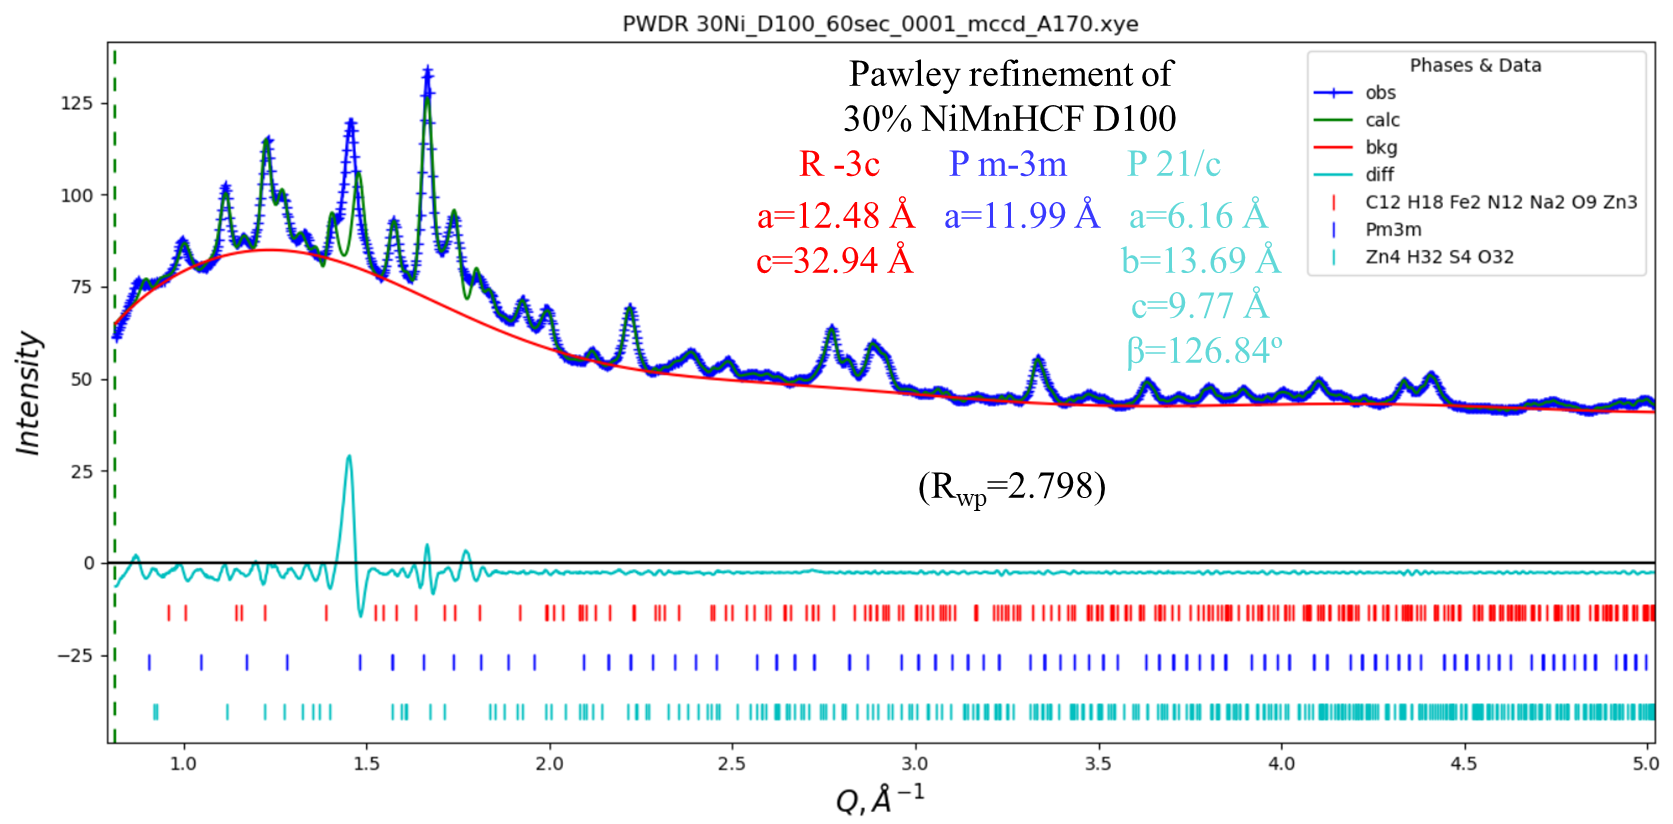 PWDR 30Ni_D100_60sec_0001_mccd_A170.xye
Pawley refinement of
30% NiMnHCF D100
R -3c P m-3m P 21/c
a=12.48 Å a=11.99 Å a=6.16 Å
c=32.94 Å b=13.69 Å
c=9.77 Å
β=126.84º
(Rwp=2.798)
Phases & Data
obs
calc
bkg
diff
C12 H18 Fe2 N12 Na2 O9 Zn3
Pm3m
Zn4 H32 S4 O32
Intensity
125
100
75
50
25
0
−25
1.0 1.5 2.0 2.5 3.0 3.5 4.0 4.5 5.0
Q, Å⁻¹